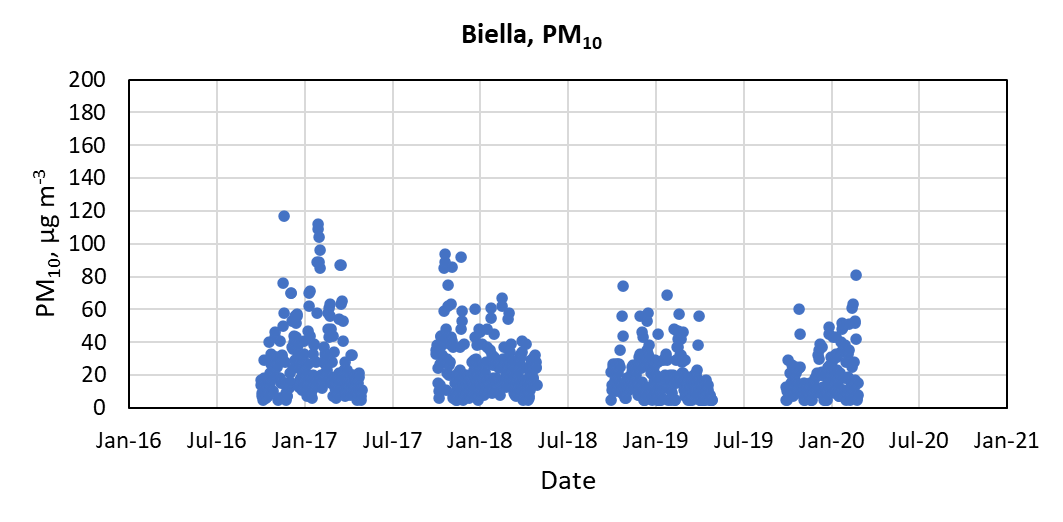 Biella, PM₁₀
200
180
160
140
120
100
80
60
40
20
0
PM₁₀, µg m⁻³
Jan-16 Jul-16 Jan-17 Jul-17 Jan-18 Jul-18 Jan-19 Jul-19 Jan-20 Jul-20 Jan-21
Date